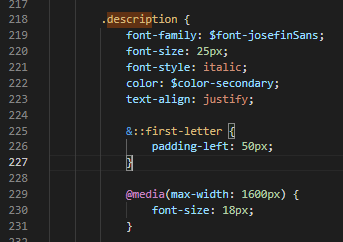 217
218 .description {
219 font-family: $font-josefinSans;
220 font-size: 25px;
221 font-style: italic;
222 color: $color-secondary;
223 text-align: justify;
224
225 &::first-letter {
226 padding-left: 50px;
227 }
228
229 @media(max-width: 1600px) {
230 font-size: 18px;
231 }
232